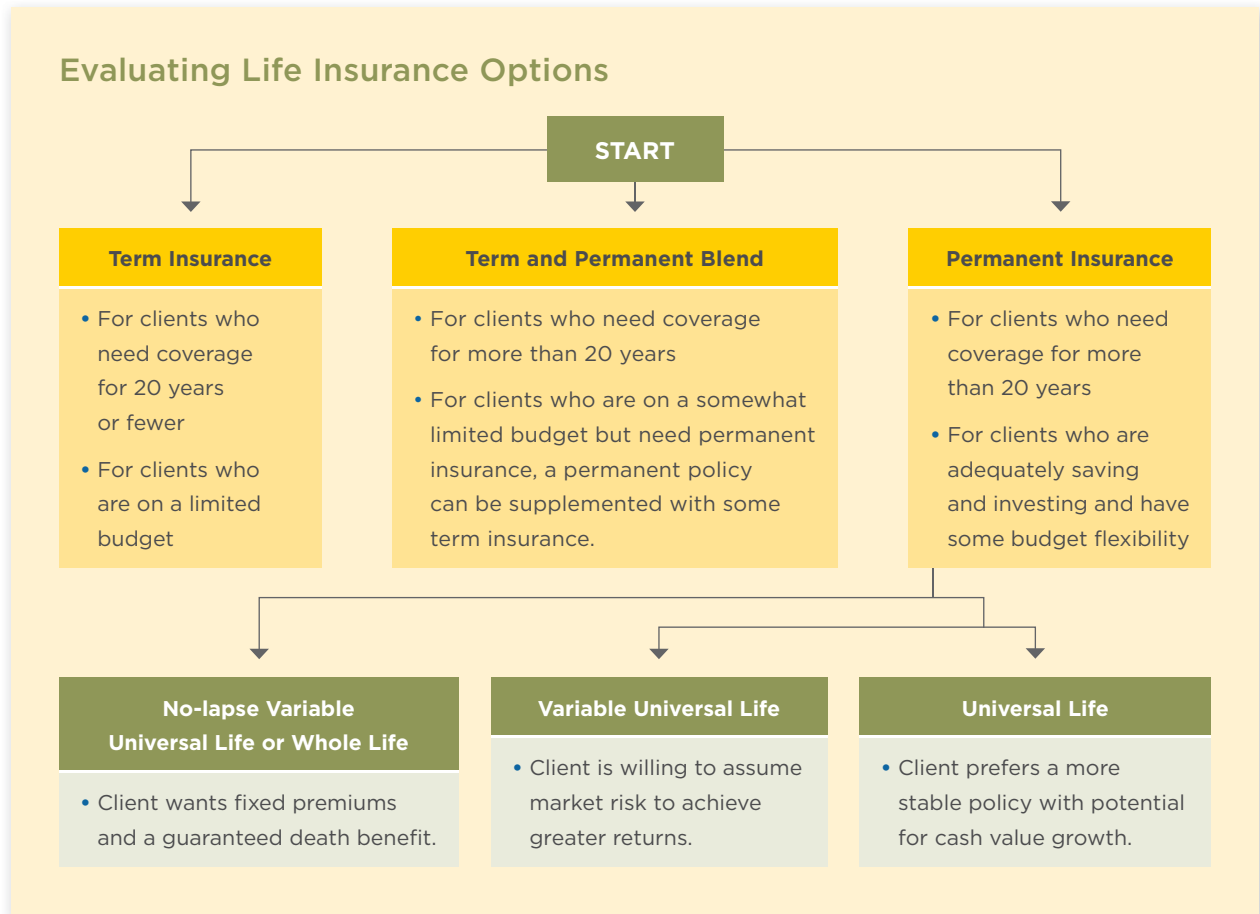 Evaluating Life Insurance Options
START
Term Insurance
• For clients who
need coverage
for 20 years
or fewer
• For clients who
are on a limited
budget
Term and Permanent Blend
• For clients who need coverage
for more than 20 years
• For clients who are on a somewhat
limited budget but need permanent
insurance, a permanent policy
can be supplemented with some
term insurance.
Permanent Insurance
• For clients who need
coverage for more
than 20 years
• For clients who are
adequately saving
and investing and have
some budget flexibility
No-lapse Variable
Universal Life or Whole Life
• Client wants fixed premiums
and a guaranteed death benefit.
Variable Universal Life
• Client is willing to assume
market risk to achieve
greater returns.
Universal Life
• Client prefers a more
stable policy with potential
for cash value growth.